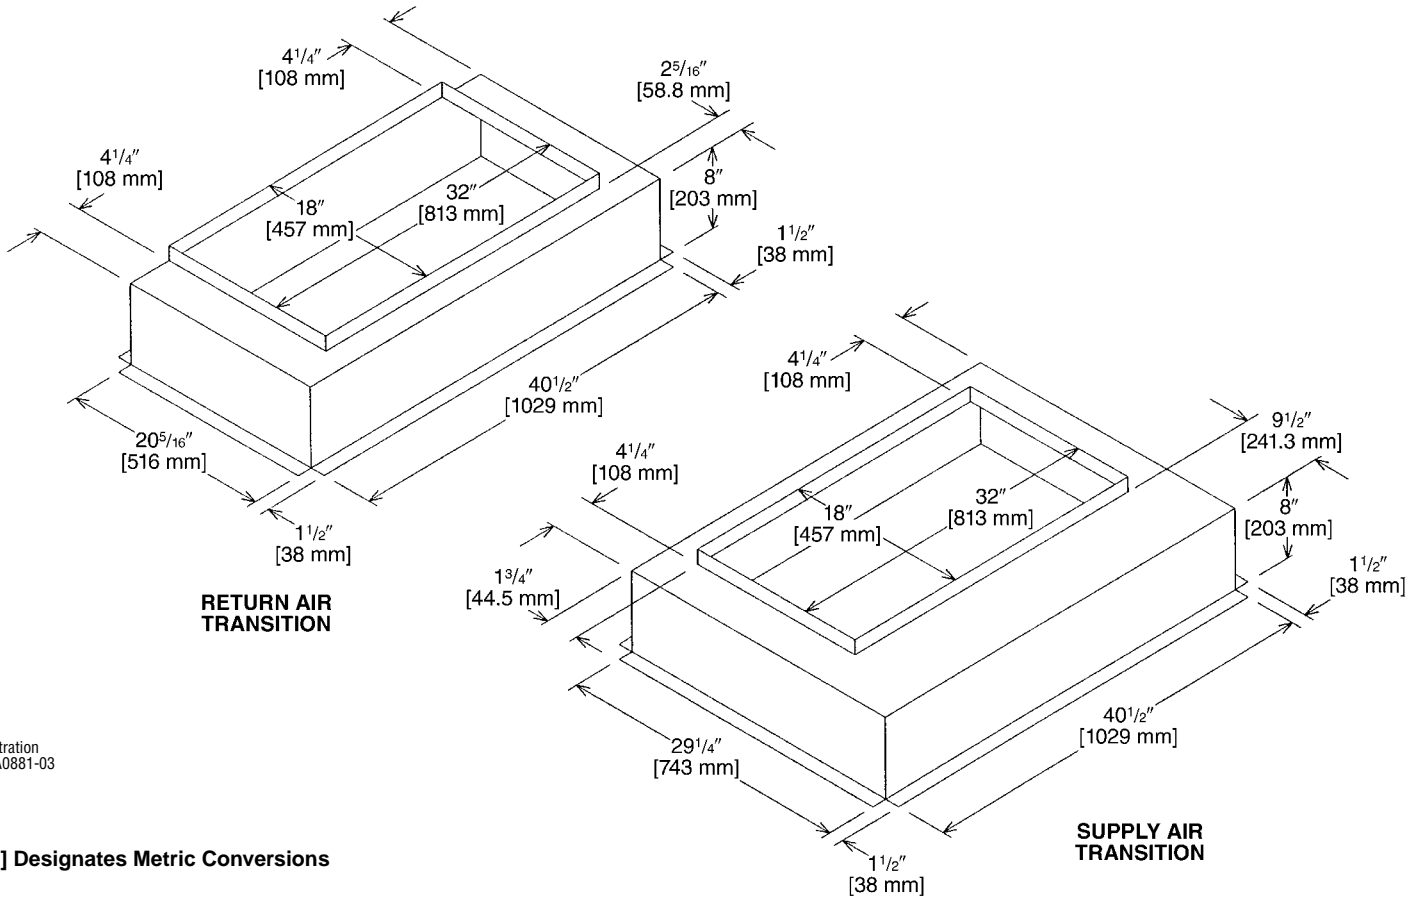 4 1/4"
[108 mm]
2 5/16"
[58.8 mm]
4 1/4"
[108 mm]
8"
[203 mm]
32"
[813 mm]
18"
[457 mm]
1 1/2"
[38 mm]
40 1/2"
[1029 mm]
20 5/16"
[516 mm]
1 1/2"
[38 mm]
RETURN AIR
TRANSITION
4 1/4"
[108 mm]
9 1/2"
[241.3 mm]
4 1/4"
[108 mm]
8"
[203 mm]
32"
[813 mm]
18"
[457 mm]
1 3/4"
[44.5 mm]
1 1/2"
[38 mm]
40 1/2"
[1029 mm]
29 1/4"
[743 mm]
1 1/2"
[38 mm]
SUPPLY AIR
TRANSITION
tration
A0881-03
] Designates Metric Conversions